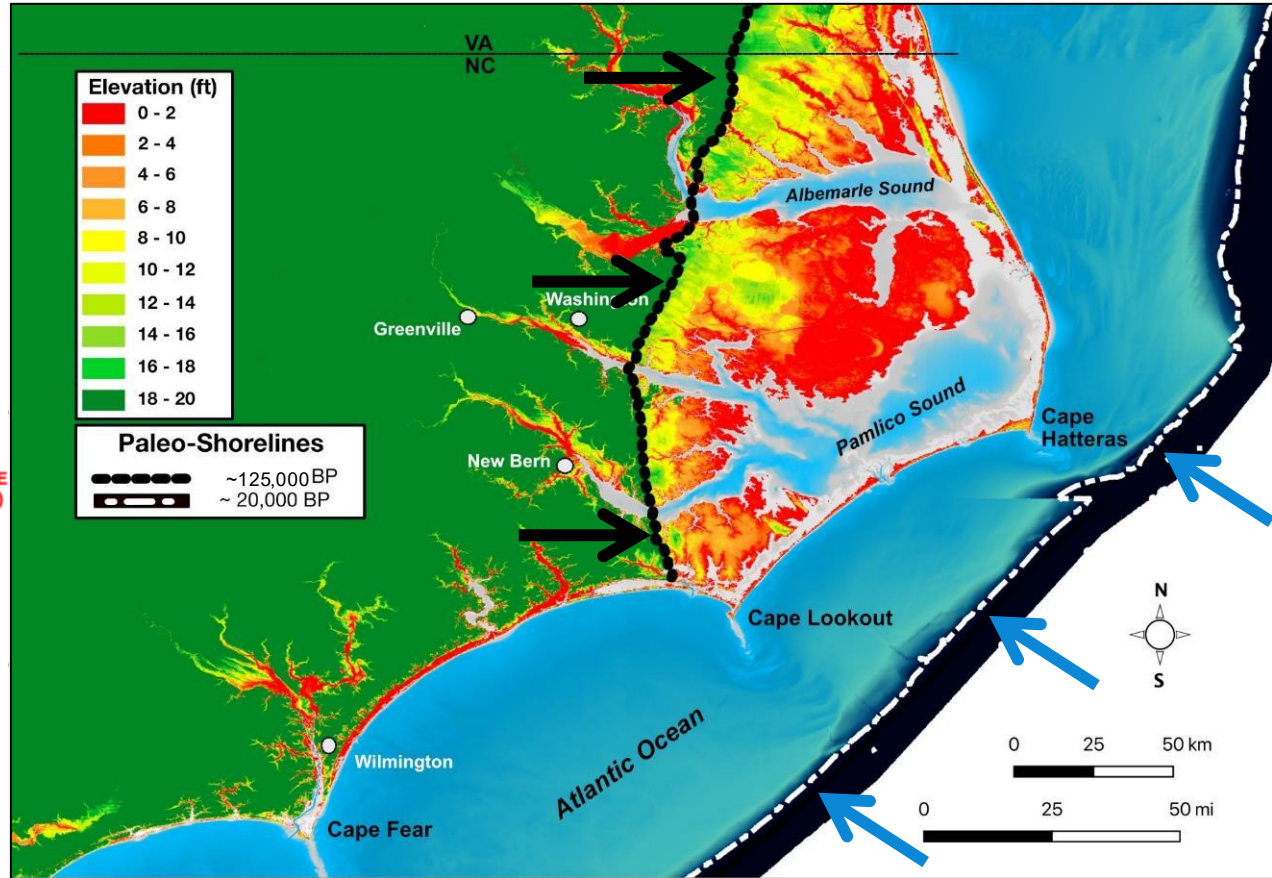 VA
NC
Elevation (ft)
0 - 2
2 - 4
4 - 6
6 - 8
8 - 10
10 - 12
12 - 14
14 - 16
16 - 18
18 - 20
Paleo-Shorelines
~125,000 BP
~ 20,000 BP
E
Albemarle Sound
Washington
Greenville
Pamlico Sound
Cape
Hatteras
New Bern
Cape Lookout
N
S
Atlantic Ocean
Wilmington
Cape Fear
0 25 50 km
0 25 50 mi